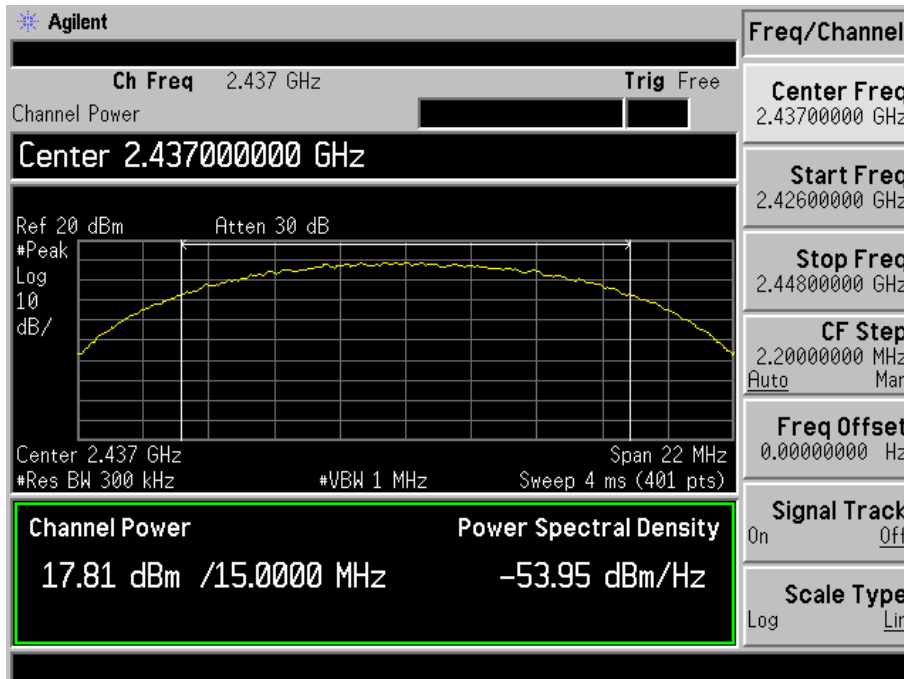 Agilent
Ch Freq 2.437 GHz Trig Free
Channel Power
Center 2.437000000 GHz
Ref 20 dBm Atten 30 dB
#Peak
Log
10
dB/
Center 2.437 GHz Span 22 MHz
#Res BW 300 kHz #VBW 1 MHz Sweep 4 ms (401 pts)
Channel Power Power Spectral Density
17.81 dBm /15.0000 MHz -53.95 dBm/Hz
Freq/Channel
Center Freq
2.43700000 GHz
Start Freq
2.42600000 GHz
Stop Freq
2.44800000 GHz
CF Step
2.20000000 MHz
Auto Man
Freq Offset
0.00000000 Hz
Signal Track
On Off
Scale Type
Log Lin